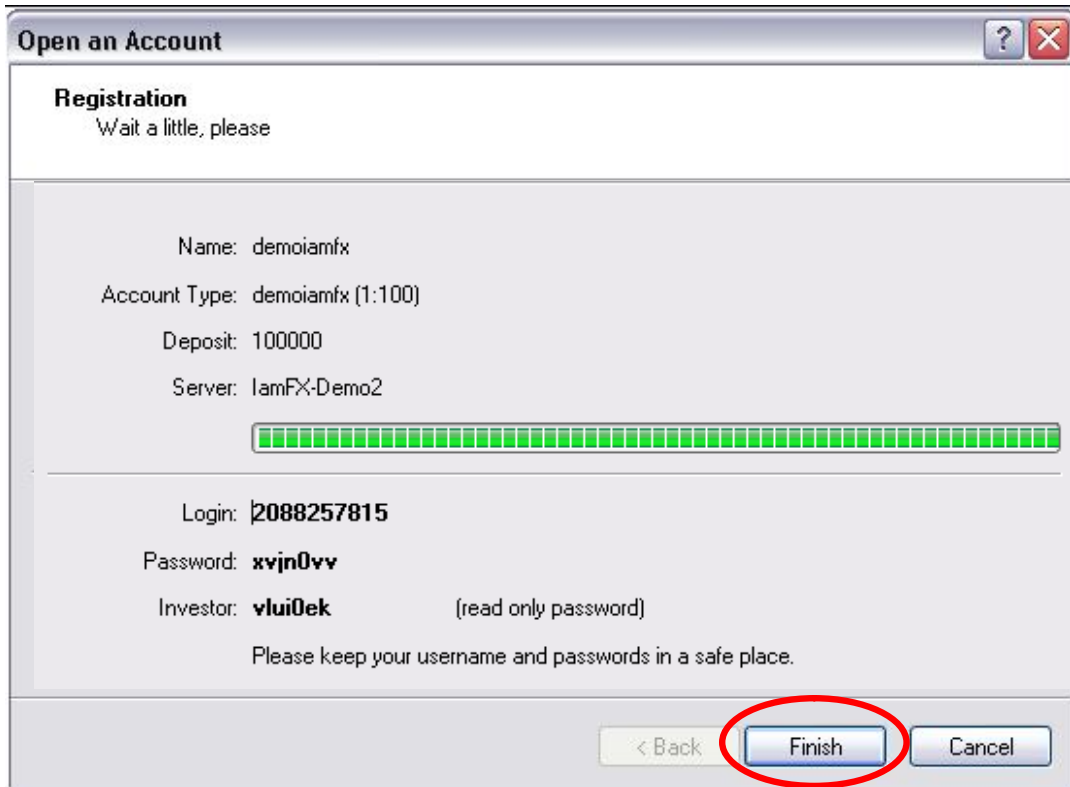 Open an Account
Registration
Wait a little, please
Name: demoiamfx
Account Type: demoiamfx (1:100)
Deposit: 100000
Server: IamFX-Demo2
Login: 2088257815
Password: xvjn0vv
Investor: vlui0ek (read only password)
Please keep your username and passwords in a safe place.
< Back Finish Cancel